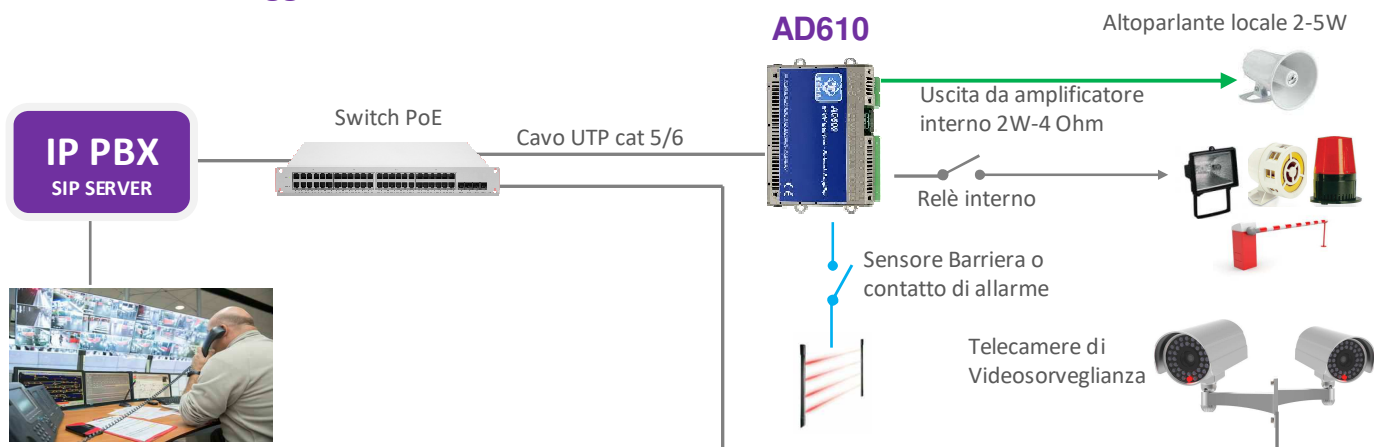 AD610
Altoparlante locale 2-5W
Switch PoE
Uscita da amplificatore
interno 2W-4 Ohm
Cavo UTP cat 5/6
IP PBX
SIP SERVER
Relè interno
Sensore Barriera o
contatto di allarme
Telecamere di
Videosorveglianza